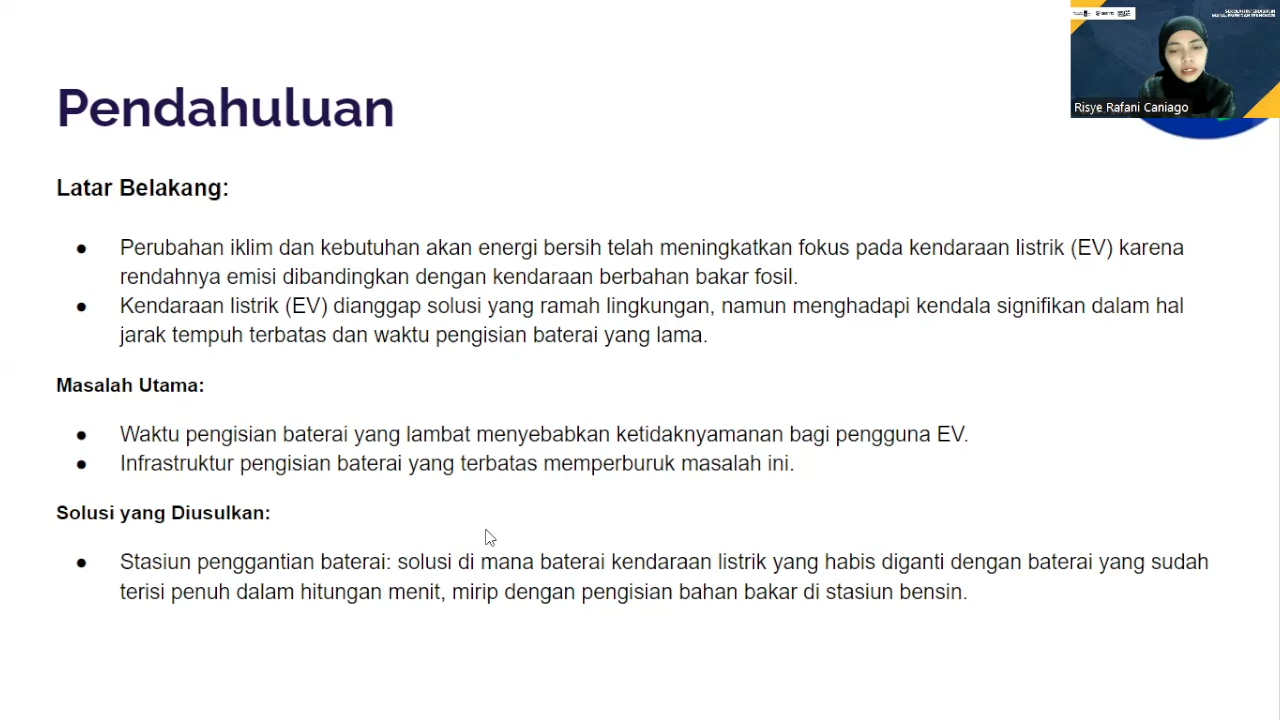 Pendahuluan
Latar Belakang:
● Perubahan iklim dan kebutuhan akan energi bersih telah meningkatkan fokus pada kendaraan listrik (EV) karena
rendahnya emisi dibandingkan dengan kendaraan berbahan bakar fosil.
● Kendaraan listrik (EV) dianggap solusi yang ramah lingkungan, namun menghadapi kendala signifikan dalam hal
jarak tempuh terbatas dan waktu pengisian baterai yang lama.
Masalah Utama:
● Waktu pengisian baterai yang lambat menyebabkan ketidaknyamanan bagi pengguna EV.
● Infrastruktur pengisian baterai yang terbatas memperburuk masalah ini.
Solusi yang Diusulkan:
● Stasiun penggantian baterai: solusi di mana baterai kendaraan listrik yang habis diganti dengan baterai yang sudah
terisi penuh dalam hitungan menit, mirip dengan pengisian bahan bakar di stasiun bensin.
SEKOLAH INTERDISIPLIN
MANAJEMEN DAN TEKNOLOGI
Risye Rafani Caniago